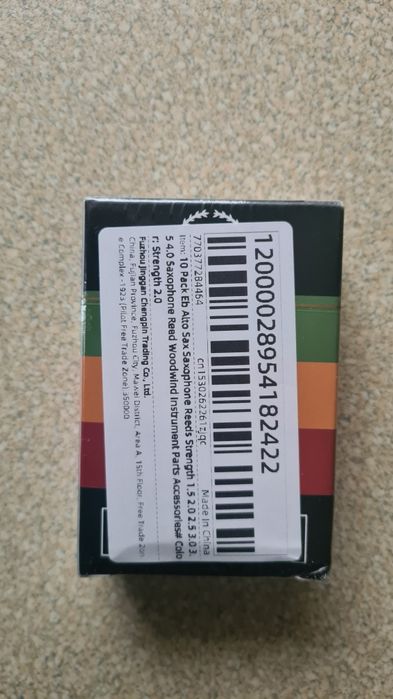 12000028954182422
770377284464 cn1530262261zjqc Made In China
Item: 10 Pack Eb Alto Sax Saxophone Reeds Strength 1.5 2.0 2.5 3.0 3.
5 4.0 Saxophone Reed Woodwind Instrument Parts Accessories# Colo
r: Strength 2.0
Fuzhou Jinggan Chengpin Trading Co., Ltd.
China, Fujian Province, Fuzhou City, Mawei District, Area A, 15th Floor, Free Trade Zon
e Complex -192a (Pilot Free Trade Zone) 350000